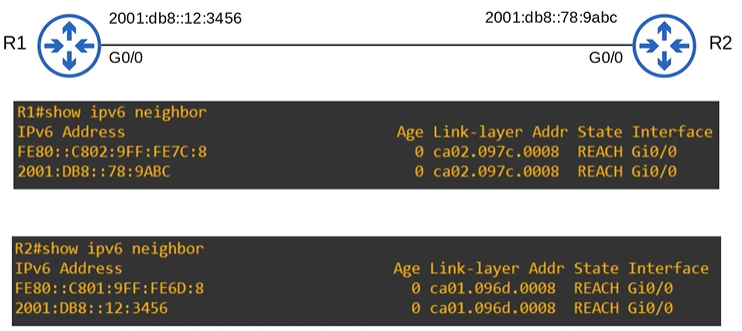 2001:db8::12:3456 2001:db8::78:9abc
R1 R2
G0/0 G0/0
R1#show ipv6 neighbor
IPv6 Address Age Link-layer Addr State Interface
FE80::C802:9FF:FE7C:8 0 ca02.097c.0008 REACH Gi0/0
2001:DB8::78:9ABC 0 ca02.097c.0008 REACH Gi0/0
R2#show ipv6 neighbor
IPv6 Address Age Link-layer Addr State Interface
FE80::C801:9FF:FE6D:8 0 ca01.096d.0008 REACH Gi0/0
2001:DB8::12:3456 0 ca01.096d.0008 REACH Gi0/0